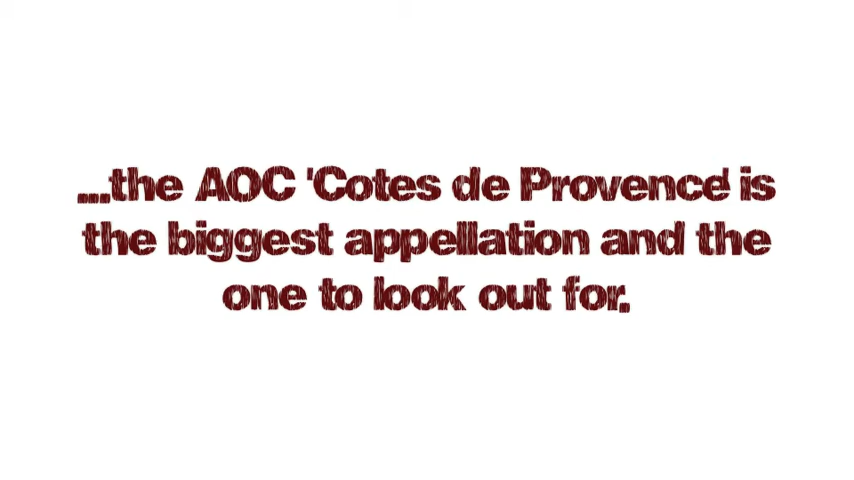 ...the AOC 'Cotes de Provence' is
the biggest appellation and the
one to look out for.